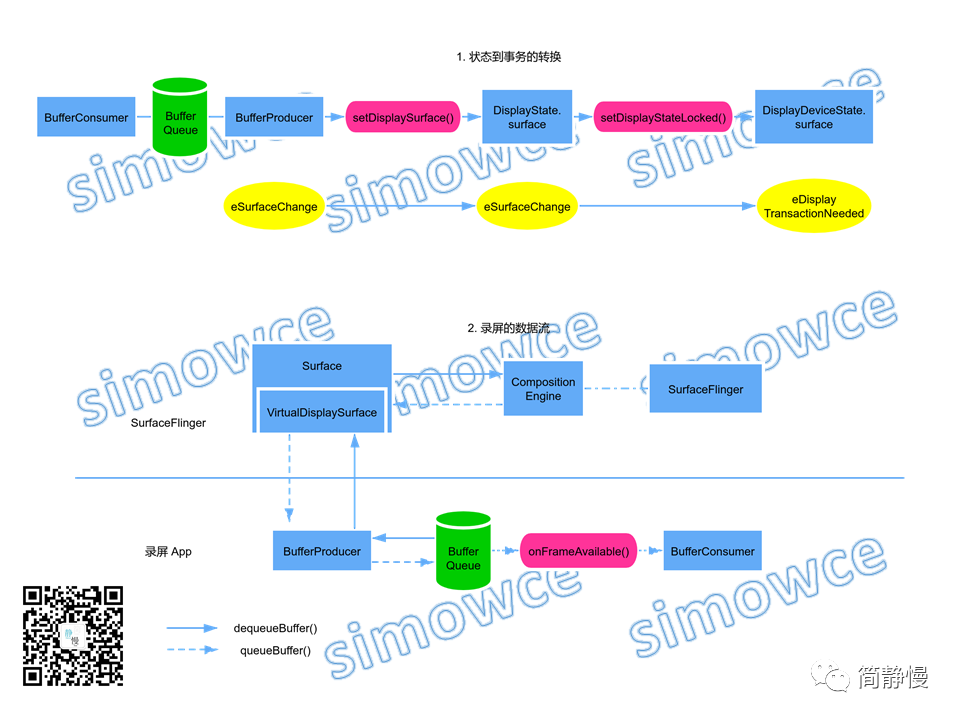 1. 状态到事务的转换
BufferConsumer
Buffer
Queue
BufferProducer
setDisplaySurface()
DisplayState.
surface
setDisplayStateLocked()
DisplayDeviceState.
surface
simowce
simowce
simowce
eSurfaceChange
eSurfaceChange
eDisplay
TransactionNeeded
2. 录屏的数据流
simowce
simowce
simowce
Surface
VirtualDisplaySurface
Composition
Engine
SurfaceFlinger
SurfaceFlinger
录屏 App
BufferProducer
Buffer
Queue
onFrameAvailable()
BufferConsumer
simowce
simowce
静
慢
dequeueBuffer()
queueBuffer()
简静慢